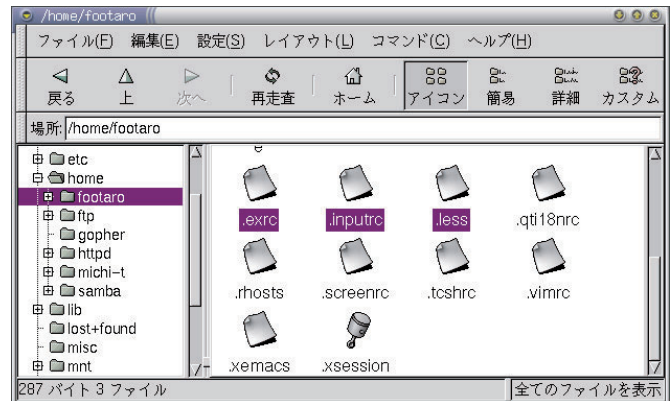 /home/footaro
ファイル(F) 編集(E) 設定(S) レイアウト(L) コマンド(C) ヘルプ(H)
戻る 上 次へ 再走査 ホーム アイコン 簡易 詳細 カスタム
場所: /home/footaro
etc
home
footaro
ftp
gopher
httpd
michi-t
samba
lib
lost+found
misc
mnt
.exrc .inputrc .less .qti18nrc
.rhosts .screenrc .tcshrc .vimrc
.xemacs .xsession
287 バイト 3 ファイル 全てのファイルを表示